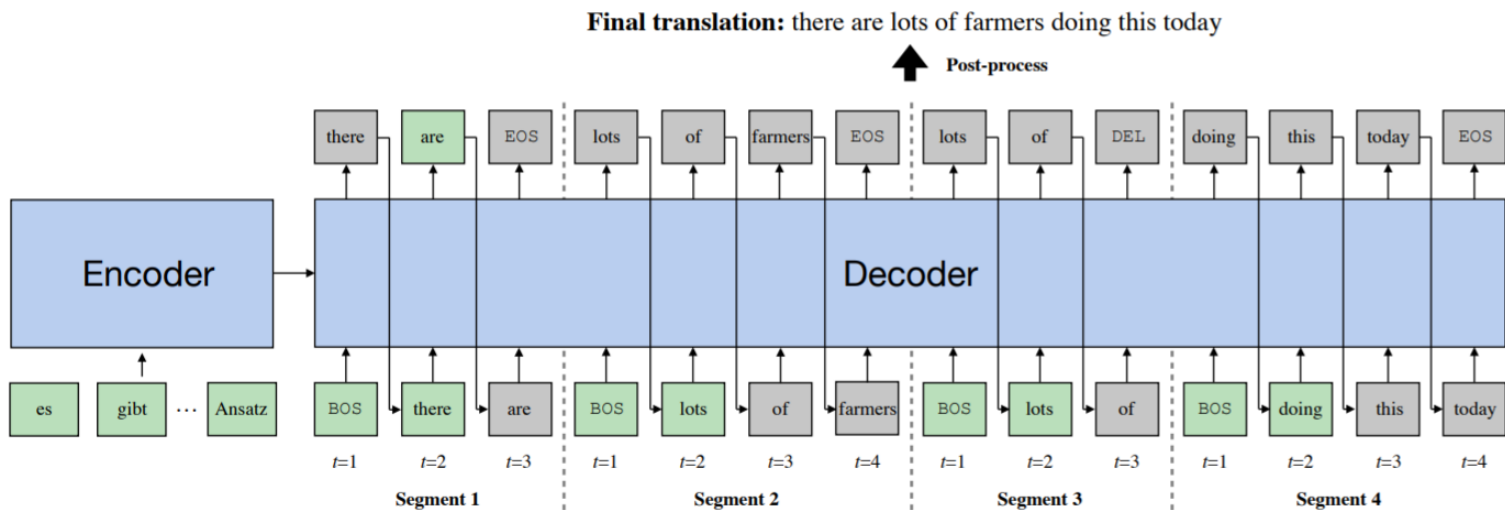 Final translation: there are lots of farmers doing this today
Post-process
there are EOS lots of farmers EOS lots of DEL doing this today EOS
Encoder Decoder
es gibt ... Ansatz BOS there are BOS lots of farmers BOS lots of BOS doing this today
t=1 t=2 t=3 t=1 t=2 t=3 t=4 t=1 t=2 t=3 t=1 t=2 t=3 t=4
Segment 1 Segment 2 Segment 3 Segment 4